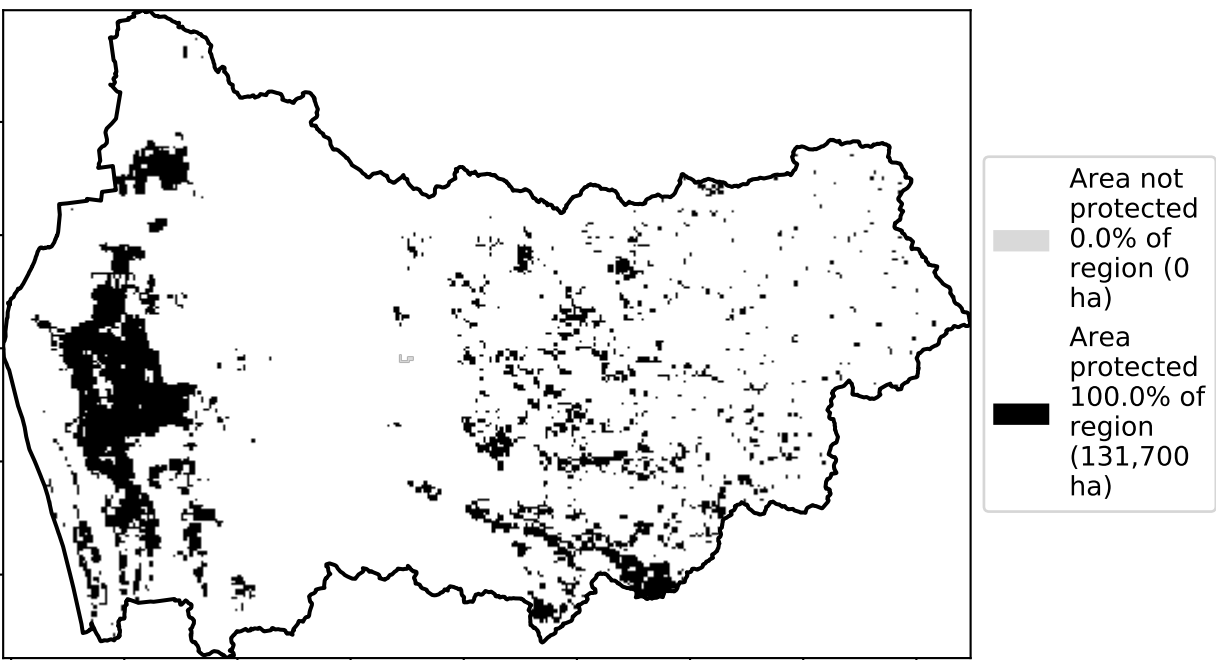 Area not
protected
0.0% of
region (0
ha)
Area
protected
100.0% of
region
(131,700
ha)